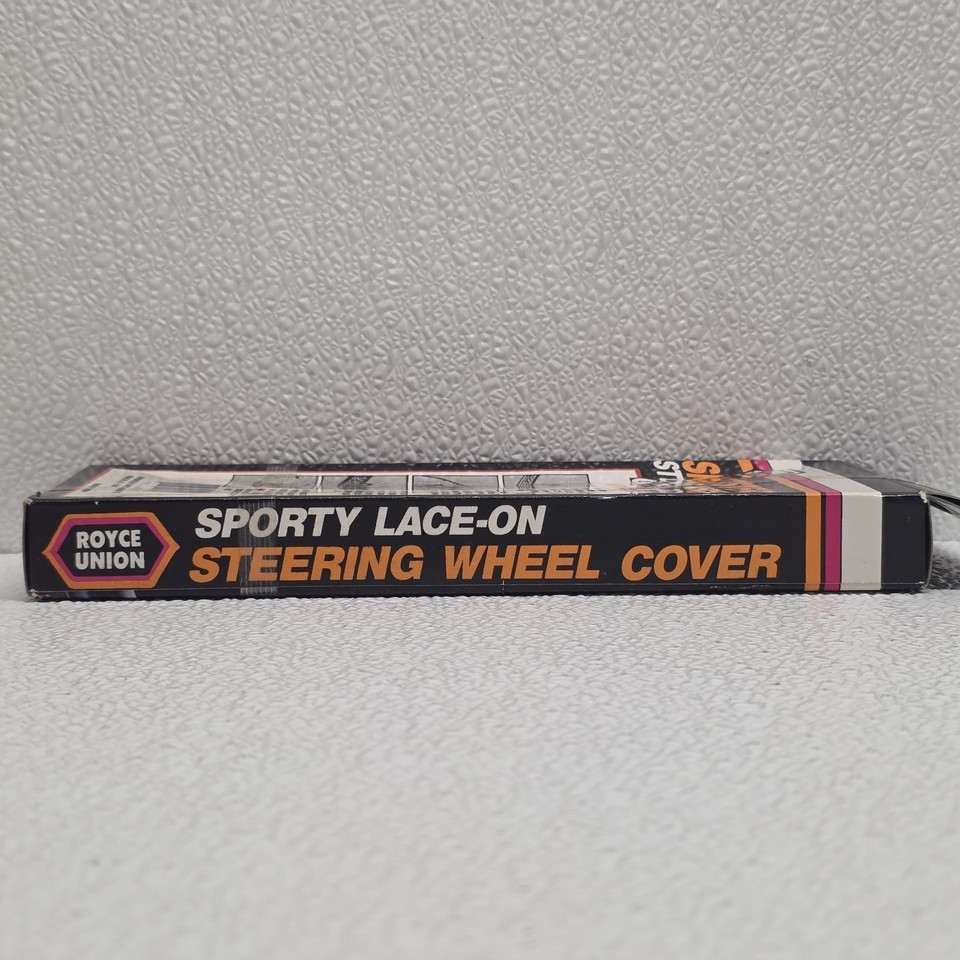 ROYCE
UNION
SPORTY LACE-ON
STEERING WHEEL COVER